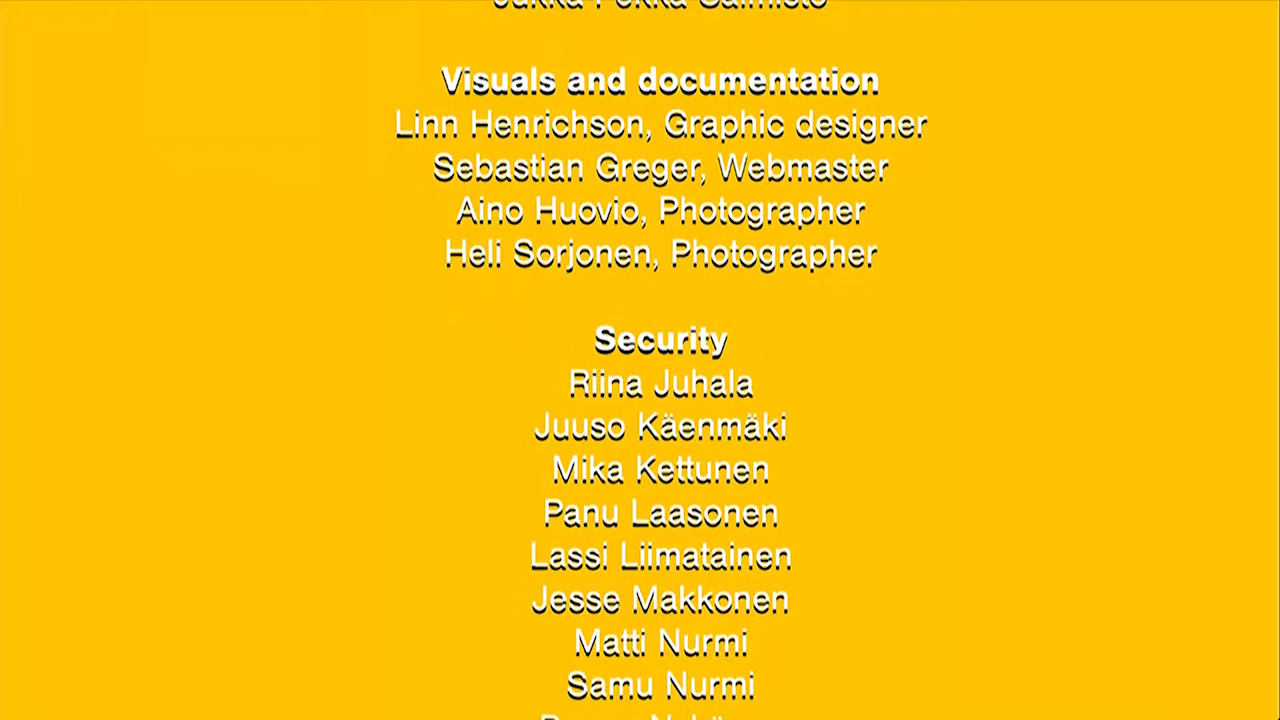 Visuals and documentation
Linn Henrichson, Graphic designer
Sebastian Greger, Webmaster
Aino Huovio, Photographer
Heli Sorjonen, Photographer
Security
Riina Juhala
Juuso Käenmäki
Mika Kettunen
Panu Laasonen
Lassi Liimatainen
Jesse Makkonen
Matti Nurmi
Samu Nurmi